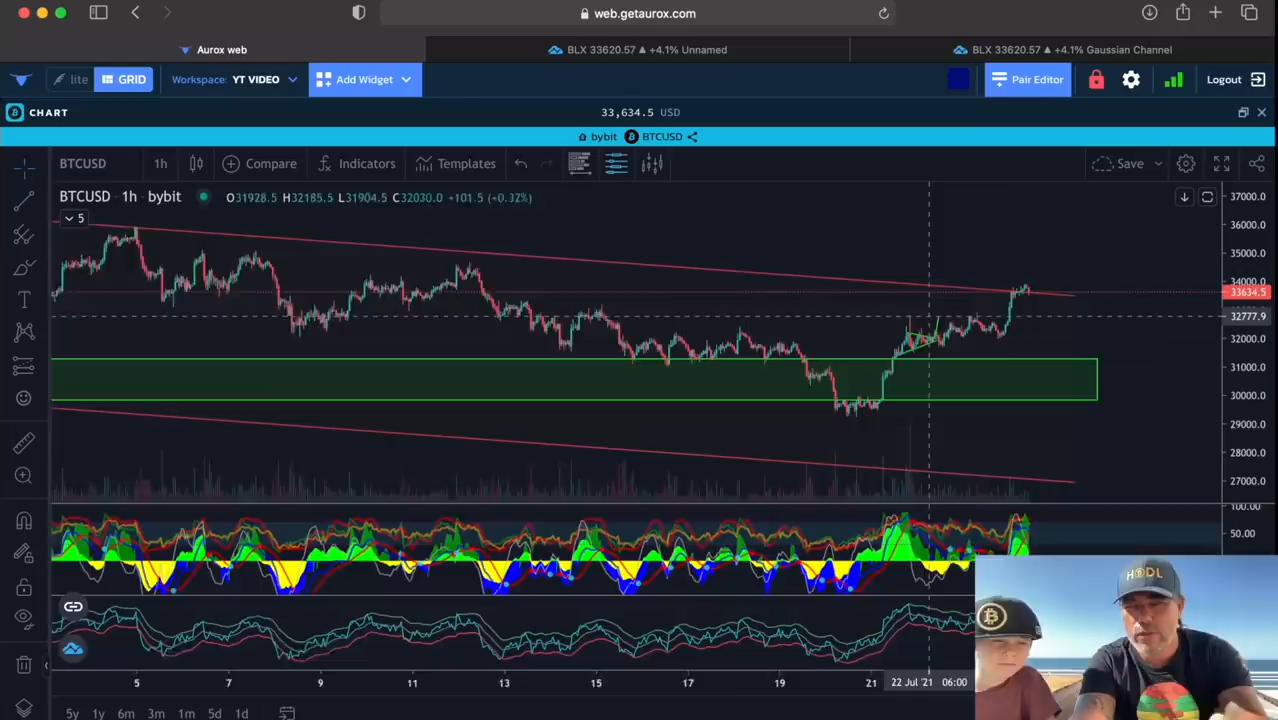 web.getaurox.com
Aurox web
BLX 33620.57 ▲ +4.1% Unnamed
BLX 33620.57 ▲ +4.1% Gaussian Channel
lite
GRID
Workspace: YT VIDEO
Add Widget
Pair Editor
Logout
CHART
33,634.5 USD
bybit
BTCUSD
BTCUSD
1h
Compare
Indicators
Templates
Save
BTCUSD · 1h · bybit
O31928.5 H32185.5 L31904.5 C32030.0 +101.5 (+0.32%)
5
37000.0
36000.0
35000.0
34000.0
33634.5
32777.9
32000.0
31000.0
30000.0
29000.0
28000.0
27000.0
100.00
50.00
HODL
5
7
9
11
13
15
17
19
21
22 Jul '21 06:00
5y
1y
6m
3m
1m
5d
1d